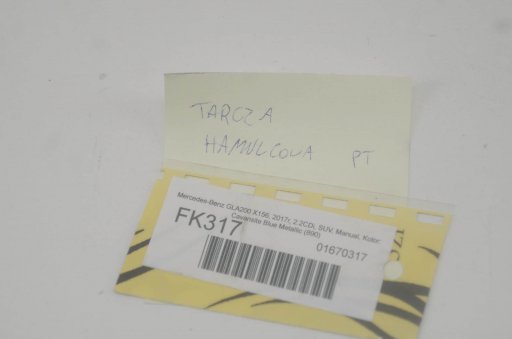 TARCZA
HAMULCOWA PT
Mercedes-Benz GLA200 X156, 2017r, 2.2CDi, SUV, Manual, Kolor:
Cavansite Blue Metallic (890)
FK317
01670317